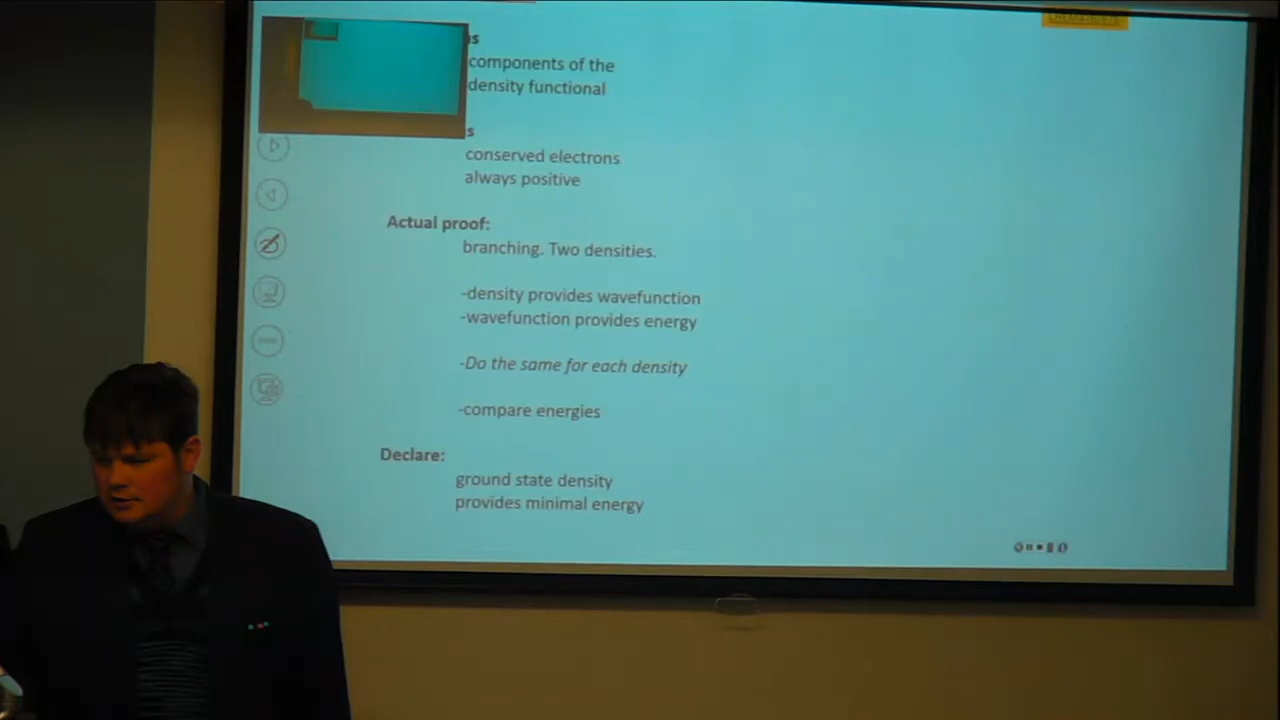 s
components of the
density functional
s
conserved electrons
always positive
Actual proof:
branching. Two densities.
-density provides wavefunction
-wavefunction provides energy
-Do the same for each density
-compare energies
Declare:
ground state density
provides minimal energy